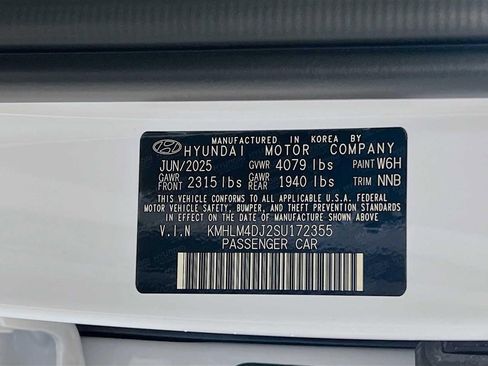 MANUFACTURED IN KOREA BY
HYUNDAI MOTOR COMPANY
JUN/2025 GVWR 4079 lbs PAINT W6H
GAWR FRONT 2315 lbs GAWR REAR 1940 lbs TRIM NNB
THIS VEHICLE CONFORMS TO ALL APPLICABLE U.S.A. FEDERAL
MOTOR VEHICLE SAFETY, BUMPER, AND THEFT PREVENTION
STANDARDS IN EFFECT ON THE DATE OF MANUFACTURE SHOWN ABOVE.
V.I.N KMHLM4DJ2SU172355
PASSENGER CAR